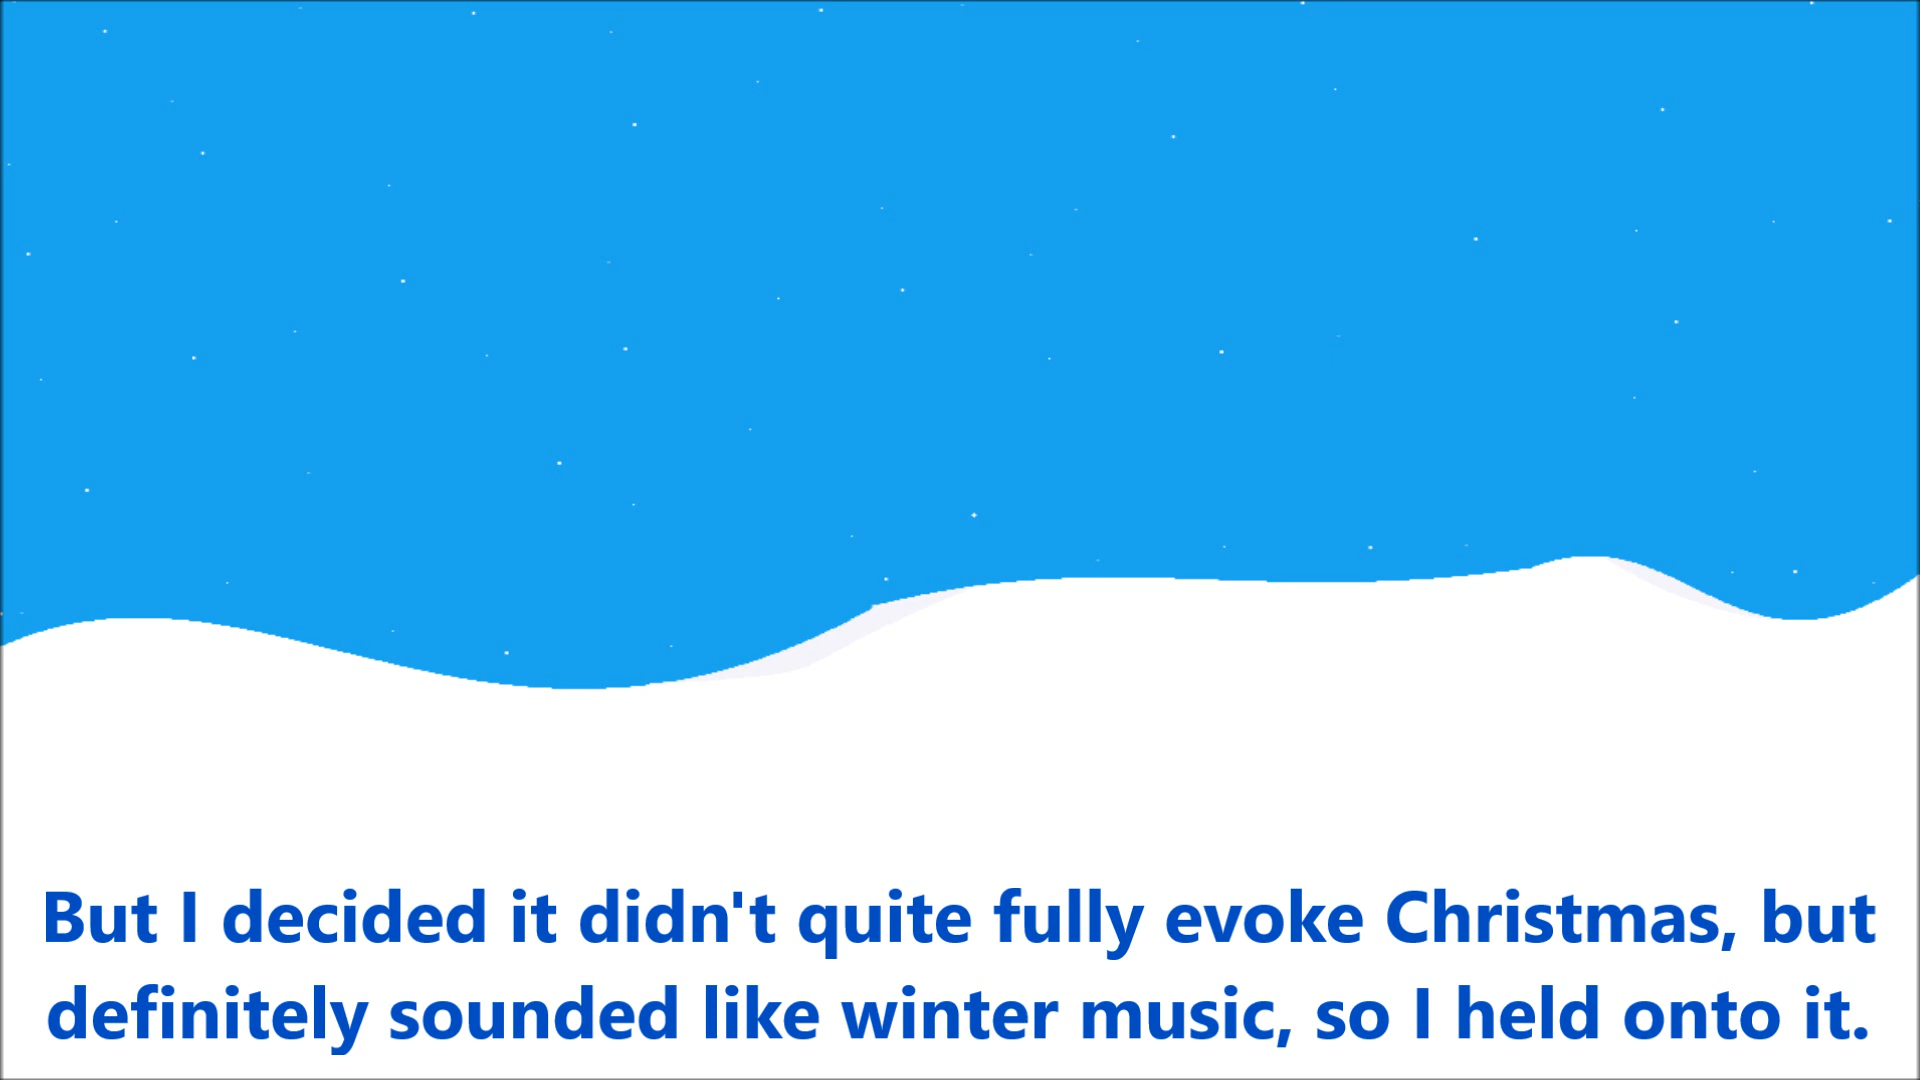 But I decided it didn't quite fully evoke Christmas, but
definitely sounded like winter music, so I held onto it.